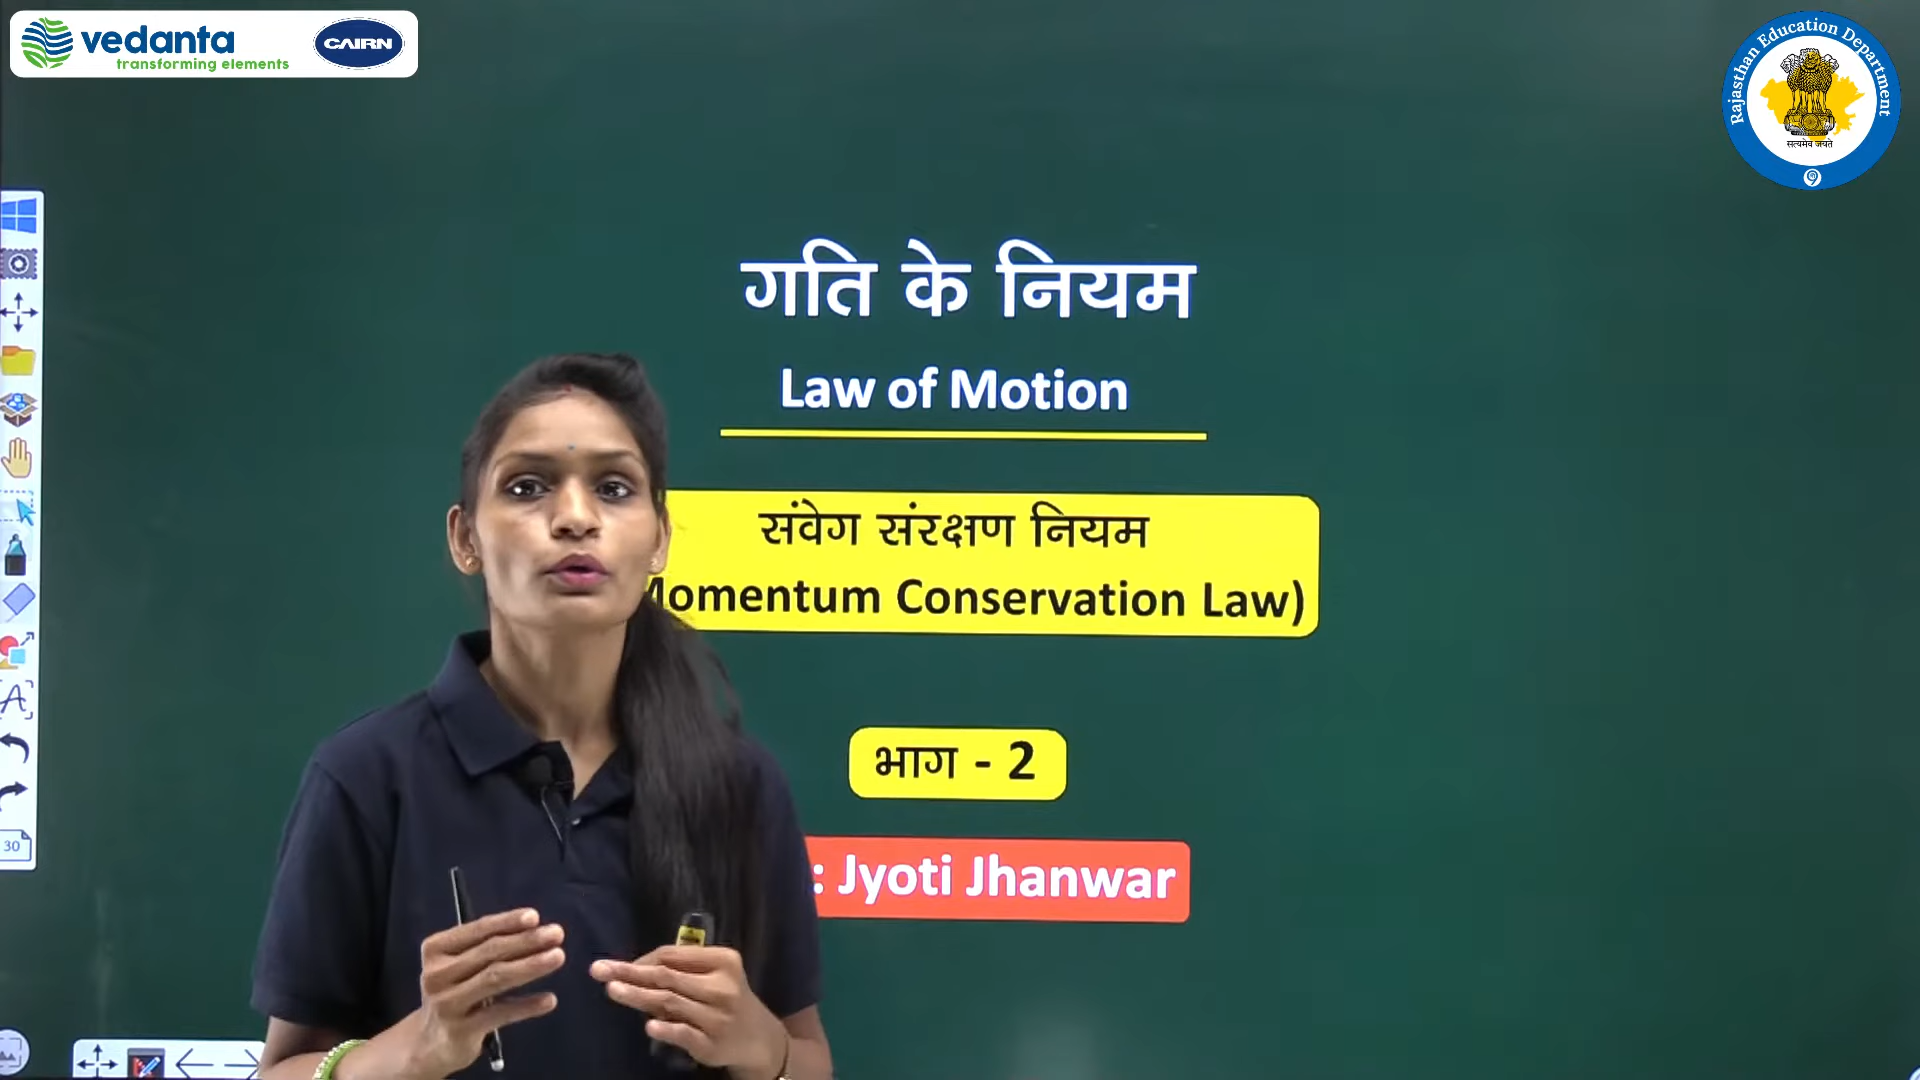 vedanta
transforming elements
CAIRN
Rajasthan Education Department
सत्यमेव जयते
गति के नियम
Law of Motion
संवेग संरक्षण नियम
Momentum Conservation Law)
भाग - 2
: Jyoti Jhanwar
30